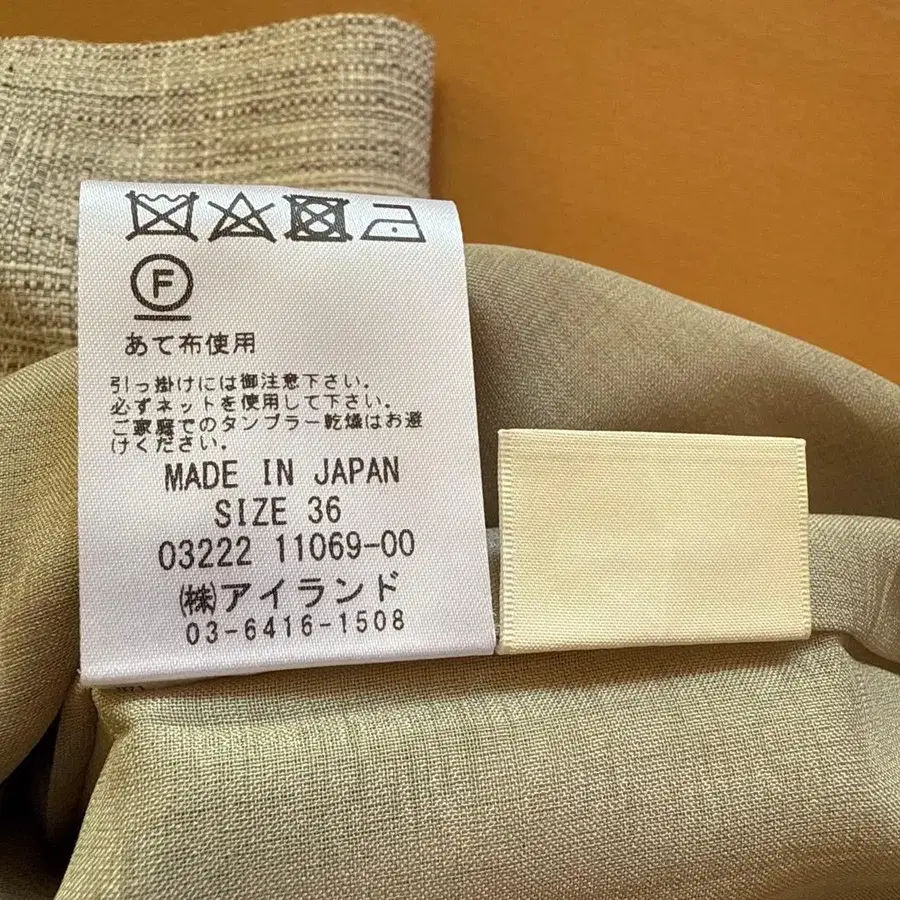 F
あて布使用
引っ掛けには御注意下さい。
必ずネットを使用して下さい。
ご家庭でのタンブラー乾燥はお避
けください。
MADE IN JAPAN
SIZE 36
03222 11069-00
㈱アイランド
03-6416-1508